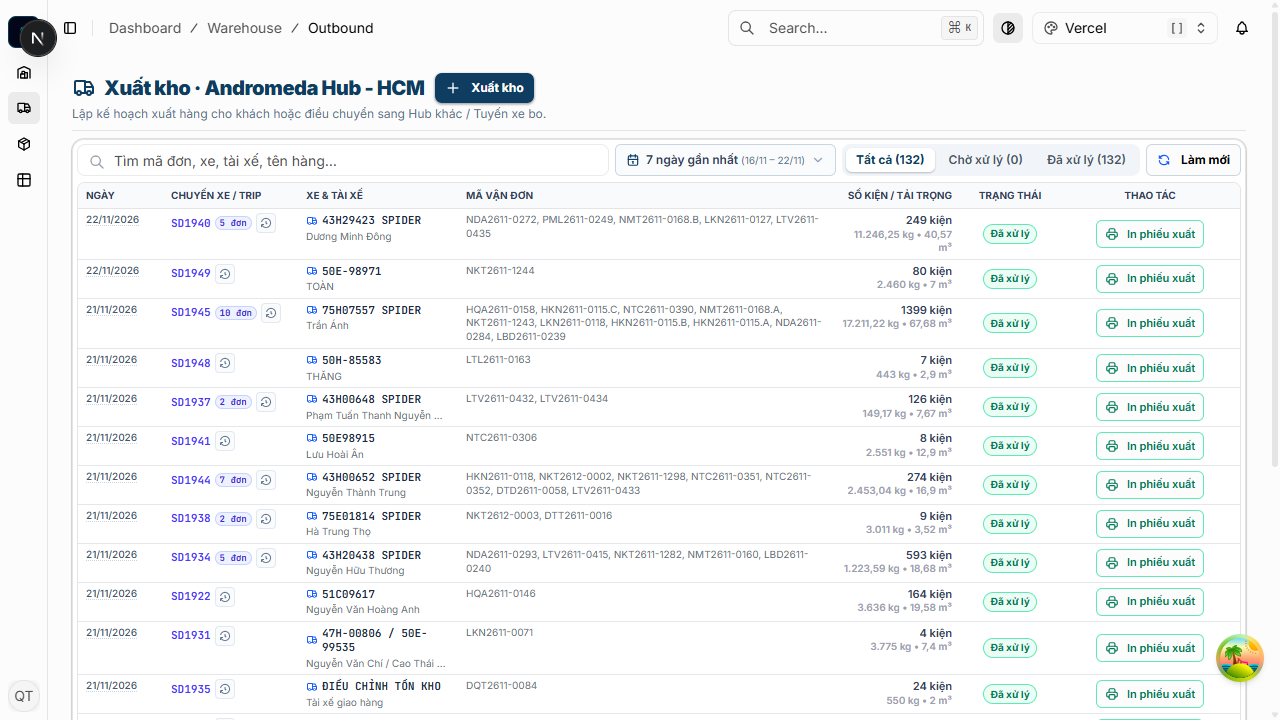 N
Dashboard / Warehouse / Outbound
Search...
⌘ K
Vercel
[ ]
Xuất kho · Andromeda Hub - HCM
+ Xuất kho
Lập kế hoạch xuất hàng cho khách hoặc điều chuyển sang Hub khác / Tuyến xe bo.
Tìm mã đơn, xe, tài xế, tên hàng...
7 ngày gần nhất (16/11 – 22/11)
Tất cả (132)
Chờ xử lý (0)
Đã xử lý (132)
Làm mới
NGÀY CHUYẾN XE / TRIP XE & TÀI XẾ MÃ VẬN ĐƠN SỐ KIỆN / TẢI TRỌNG TRẠNG THÁI THAO TÁC
22/11/2026 SD1940 5 đơn 43H29423 SPIDER NDA2611-0272, PML2611-0249, NMT2611-0168.B, LKN2611-0127, LTV2611- 249 kiện Đã xử lý In phiếu xuất
Dương Minh Đông 0435 11.246,25 kg • 40,57
m³
22/11/2026 SD1949 50E-98971 NKT2611-1244 80 kiện Đã xử lý In phiếu xuất
TOÀN 2.460 kg • 7 m³
21/11/2026 SD1945 10 đơn 75H07557 SPIDER HQA2611-0158, HKN2611-0115.C, NTC2611-0390, NMT2611-0168.A, 1399 kiện Đã xử lý In phiếu xuất
Trần Ánh NKT2611-1243, LKN2611-0118, HKN2611-0115.B, HKN2611-0115.A, NDA2611- 17.211,22 kg • 67,68 m³
0284, LBD2611-0239
21/11/2026 SD1948 50H-85583 LTL2611-0163 7 kiện Đã xử lý In phiếu xuất
THĂNG 443 kg • 2,9 m³
21/11/2026 SD1937 2 đơn 43H00648 SPIDER LTV2611-0432, LTV2611-0434 126 kiện Đã xử lý In phiếu xuất
Phạm Tuấn Thanh Nguyễn ... 149,17 kg • 7,67 m³
21/11/2026 SD1941 50E98915 NTC2611-0306 8 kiện Đã xử lý In phiếu xuất
Lưu Hoài Ân 2.551 kg • 12,9 m³
21/11/2026 SD1944 7 đơn 43H00652 SPIDER HKN2611-0118, NKT2612-0002, NKT2611-1298, NTC2611-0351, NTC2611- 274 kiện Đã xử lý In phiếu xuất
Nguyễn Thành Trung 0352, DTD2611-0058, LTV2611-0433 2.453,04 kg • 16,9 m³
21/11/2026 SD1938 2 đơn 75E01814 SPIDER NKT2612-0003, DTT2611-0016 9 kiện Đã xử lý In phiếu xuất
Hà Trung Thọ 3.011 kg • 3,52 m³
21/11/2026 SD1934 5 đơn 43H20438 SPIDER NDA2611-0293, LTV2611-0415, NKT2611-1282, NMT2611-0160, LBD2611- 593 kiện Đã xử lý In phiếu xuất
Nguyễn Hữu Thương 0240 1.223,59 kg • 18,68 m³
21/11/2026 SD1922 51C09617 HQA2611-0146 164 kiện Đã xử lý In phiếu xuất
Nguyễn Văn Hoàng Anh 3.636 kg • 19,58 m³
21/11/2026 SD1931 47H-00806 / 50E- LKN2611-0071 4 kiện Đã xử lý In phiếu xuất
99535 3.775 kg • 7,4 m³
Nguyễn Văn Chí / Cao Thái ...
21/11/2026 SD1935 ĐIỀU CHỈNH TỒN KHO DQT2611-0084 24 kiện Đã xử lý In phiếu xuất
Tài xế giao hàng 550 kg • 2 m³
QT